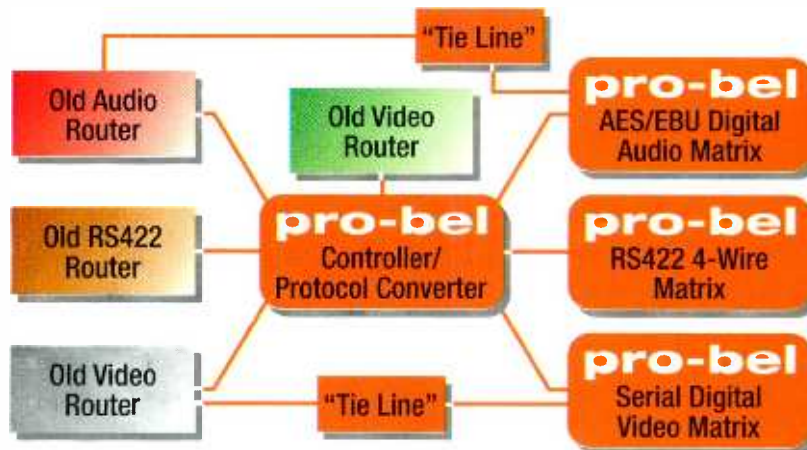 "Tie Line"
Old Audio
Router
Old Video
Router
pro-bel
AES/EBU Digital
Audio Matrix
Old RS422
Router
pro-bel
Controller/
Protocol Converter
pro-bel
RS422 4-Wire
Matrix
Old Video
Router
"Tie Line"
pro-bel
Serial Digital
Video Matrix